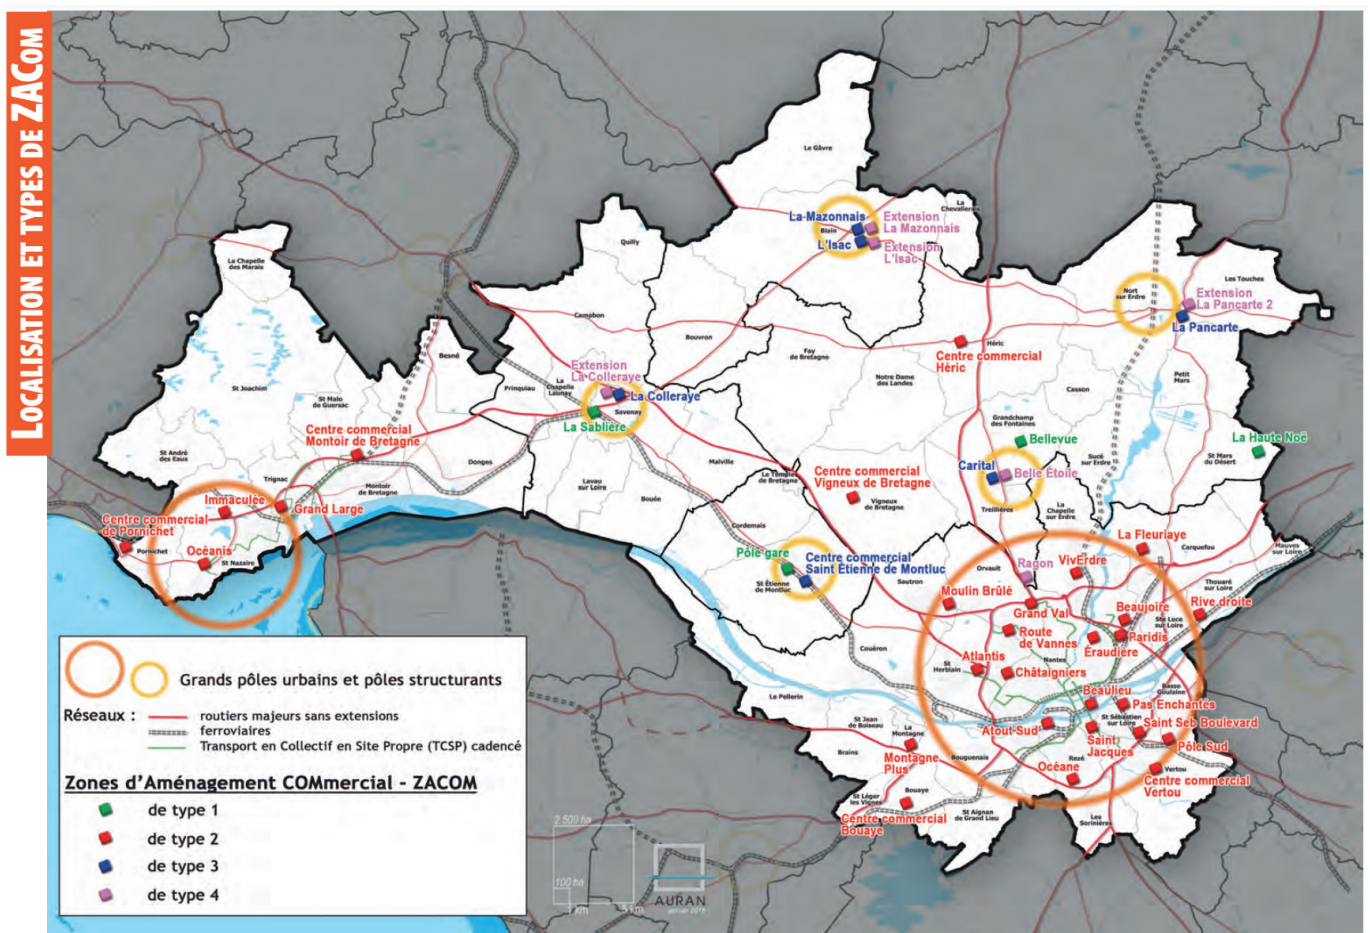 LOCALISATION ET TYPES DE ZACOM
Le Gâvre
La
Chevallerais
La Mazonnais
Extension
La Mazonnais
Blain
L'Isac
Extension
L'Isac
Quilly
La Chapelle
des Marais
Les Touches
Nort
sur Erdre
Extension
La Pancarte 2
La Pancarte
Campbon
Bouvron
Fay
de Bretagne
Héric
Centre commercial
Héric
Besné
Notre Dame
des Landes
Casson
Petit
Mars
St Joachim
Prinquiau
La
Chapelle
Launay
Extension
La Colleraye
La Colleraye
Savenay
La Sablière
St Malo
de Guersac
Grandchamp
des Fontaines
Bellevue
La Haute Noë
Centre commercial
Montoir de Bretagne
St André
des Eaux
Donges
Malville
Le Temple
de Bretagne
Centre commercial
Vigneux de Bretagne
Vigneux
de Bretagne
Carital
Belle Étoile
Sucé
sur Erdre
St Mars
du Désert
Trignac
Montoir
de Bretagne
Lavau
sur Loire
Bouée
Treillières
La
Chapelle
sur Erdre
Immaculée
Grand Large
Centre commercial
de Pornichet
Pornichet
Océanis
St Nazaire
Cordemais
Pôle gare
Centre commercial
Saint Étienne de Montluc
St Étienne
de Montluc
Sautron
Orvault
Ragon
VivErdre
La Fleuriaye
Carquefou
Mauves
sur Loire
Thouaré
sur Loire
Moulin Brûlé
Grand Val
Beaujoire
Ste Luce
sur Loire
Rive droite
Route
de Vannes
Paridis
Éraudière
Couëron
St
Herblain
Atlantis
Nantes
Châtaigniers
Le Pellerin
Beaulieu
Basse
Goulaine
Pas Enchantés
St Jean
de Boiseau
La
Montagne
Atout Sud
St Sébastien
sur Loire
Saint Seb Boulevard
Saint
Jacques
Pôle Sud
Brains
Montagne
Plus
Bouguenais
Rezé
Océane
Vertou
Centre commercial
Vertou
St Léger
les Vignes
Bouaye
Centre commercial
Bouaye
St Aignan
de Grand Lieu
Les
Sorinières
Grands pôles urbains et pôles structurants
Réseaux :
routiers majeurs sans extensions
ferroviaires
Transport en Collectif en Site Propre (TCSP) cadencé
Zones d'Aménagement COMmercial - ZACOM
de type 1
de type 2
de type 3
de type 4
2 500 ha
100 ha
1 km
5 km
AURAN